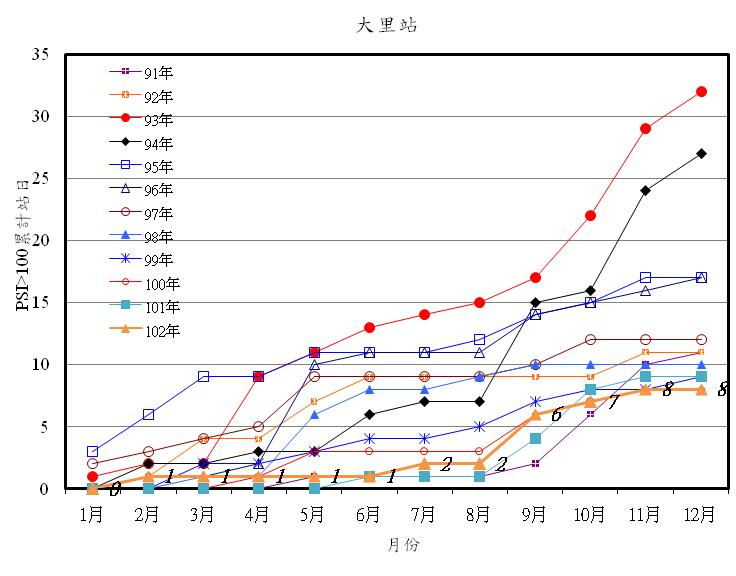 大里站
PSI>100累計站日
35
30
25
20
15
10
5
0
91年
92年
93年
94年
95年
96年
97年
98年
99年
100年
101年
102年
0 1 1 1 1 1 2 2 6 7 8 8
1月 2月 3月 4月 5月 6月 7月 8月 9月 10月 11月 12月
月份